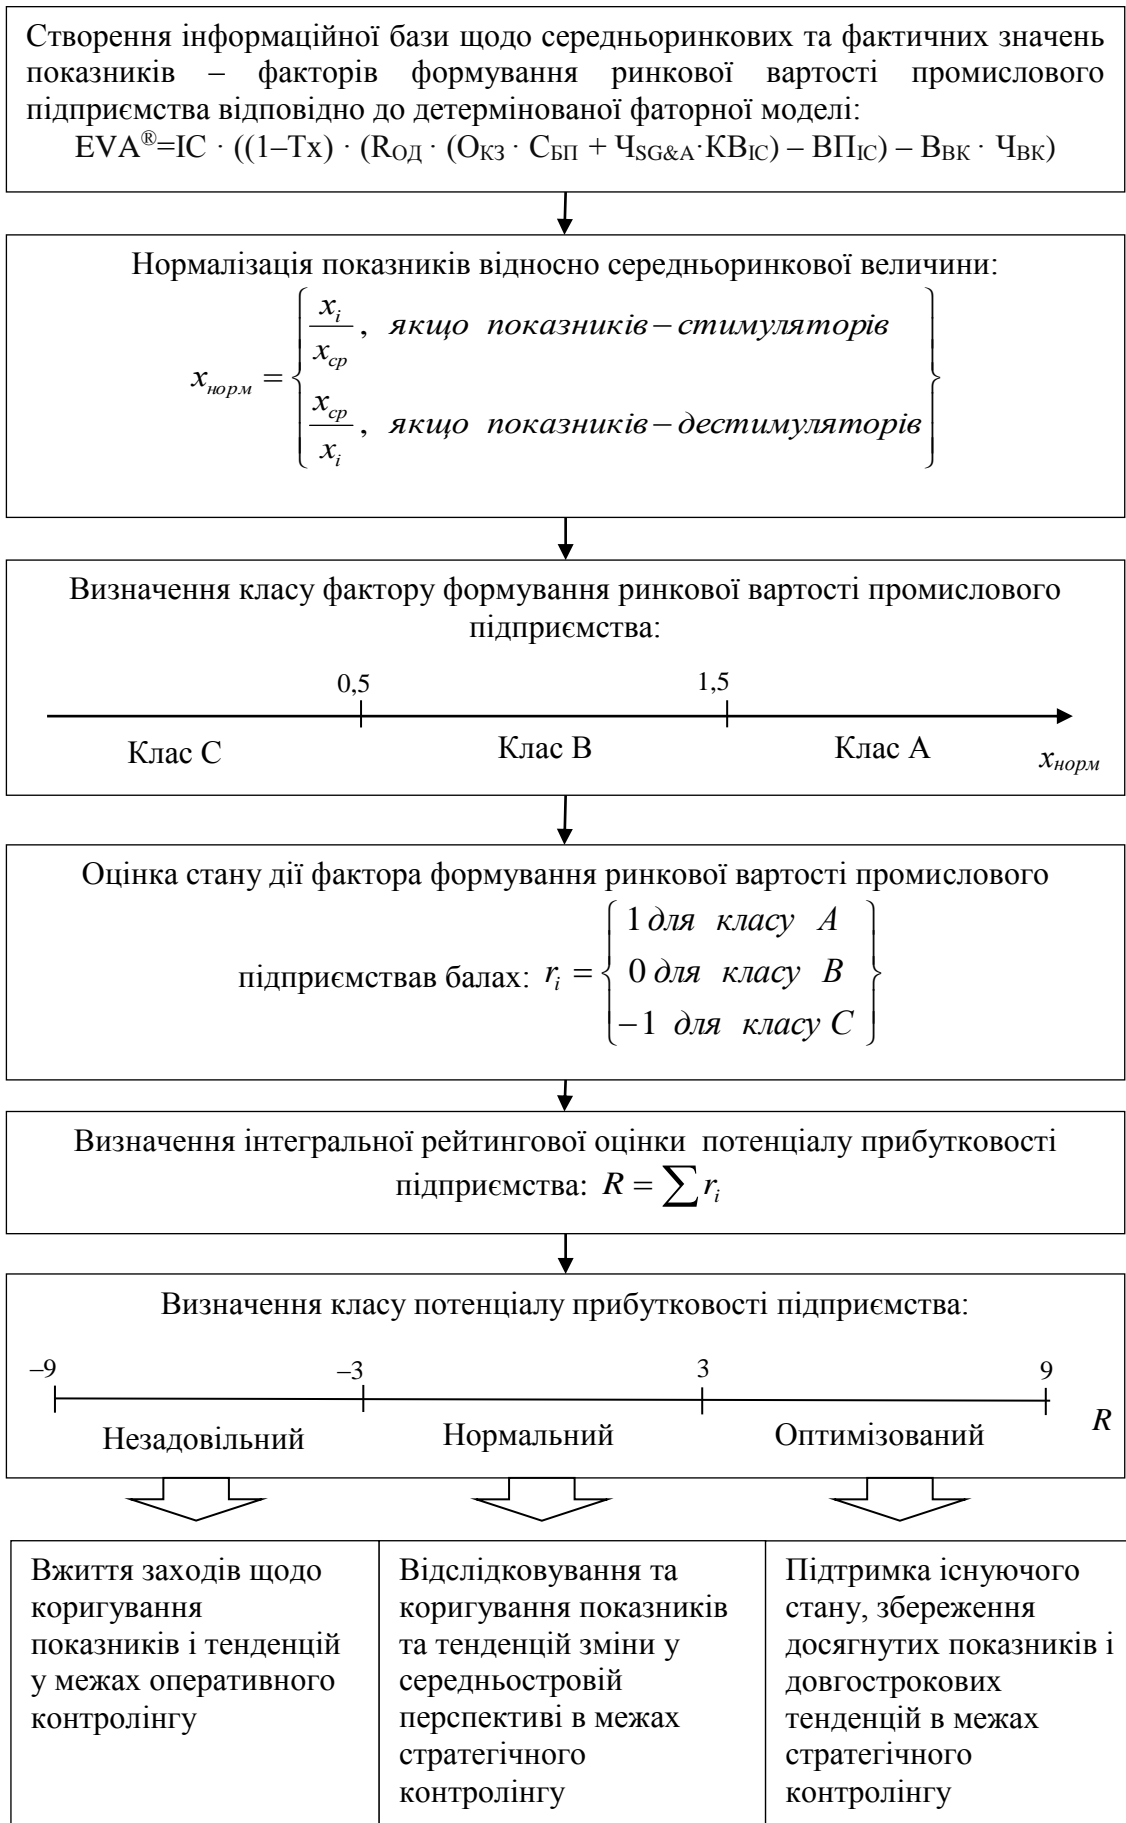 Створення інформаційної бази щодо середньоринкових та фактичних значень
показників – факторів формування ринкової вартості промислового
підприємства відповідно до детермінованої фаторної моделі:
EVA®=IC · ((1–Tx) · (RОД · (ОКЗ · СБП + ЧSG&A·КВIC) – ВПIC) – ВВК · ЧВК)
Нормалізація показників відносно середньоринкової величини:
xнорм = { xi / xср , якщо показників – стимуляторів
xср / xi , якщо показників – дестимуляторів }
Визначення класу фактору формування ринкової вартості промислового
підприємства:
0,5 1,5
Клас С Клас В Клас А xнорм
Оцінка стану дії фактора формування ринкової вартості промислового
підприємствав балах: ri = { 1 для класу A
0 для класу B
−1 для класу C }
Визначення інтегральної рейтингової оцінки потенціалу прибутковості
підприємства: R = ∑ ri
Визначення класу потенціалу прибутковості підприємства:
–9 –3 3 9
Незадовільний Нормальний Оптимізований R
Вжиття заходів щодо
коригування
показників і тенденцій
у межах оперативного
контролінгу
Відслідковування та
коригування показників
та тенденцій зміни у
середньостровій
перспективі в межах
стратегічного
контролінгу
Підтримка існуючого
стану, збереження
досягнутих показників і
довгострокових
тенденцій в межах
стратегічного
контролінгу